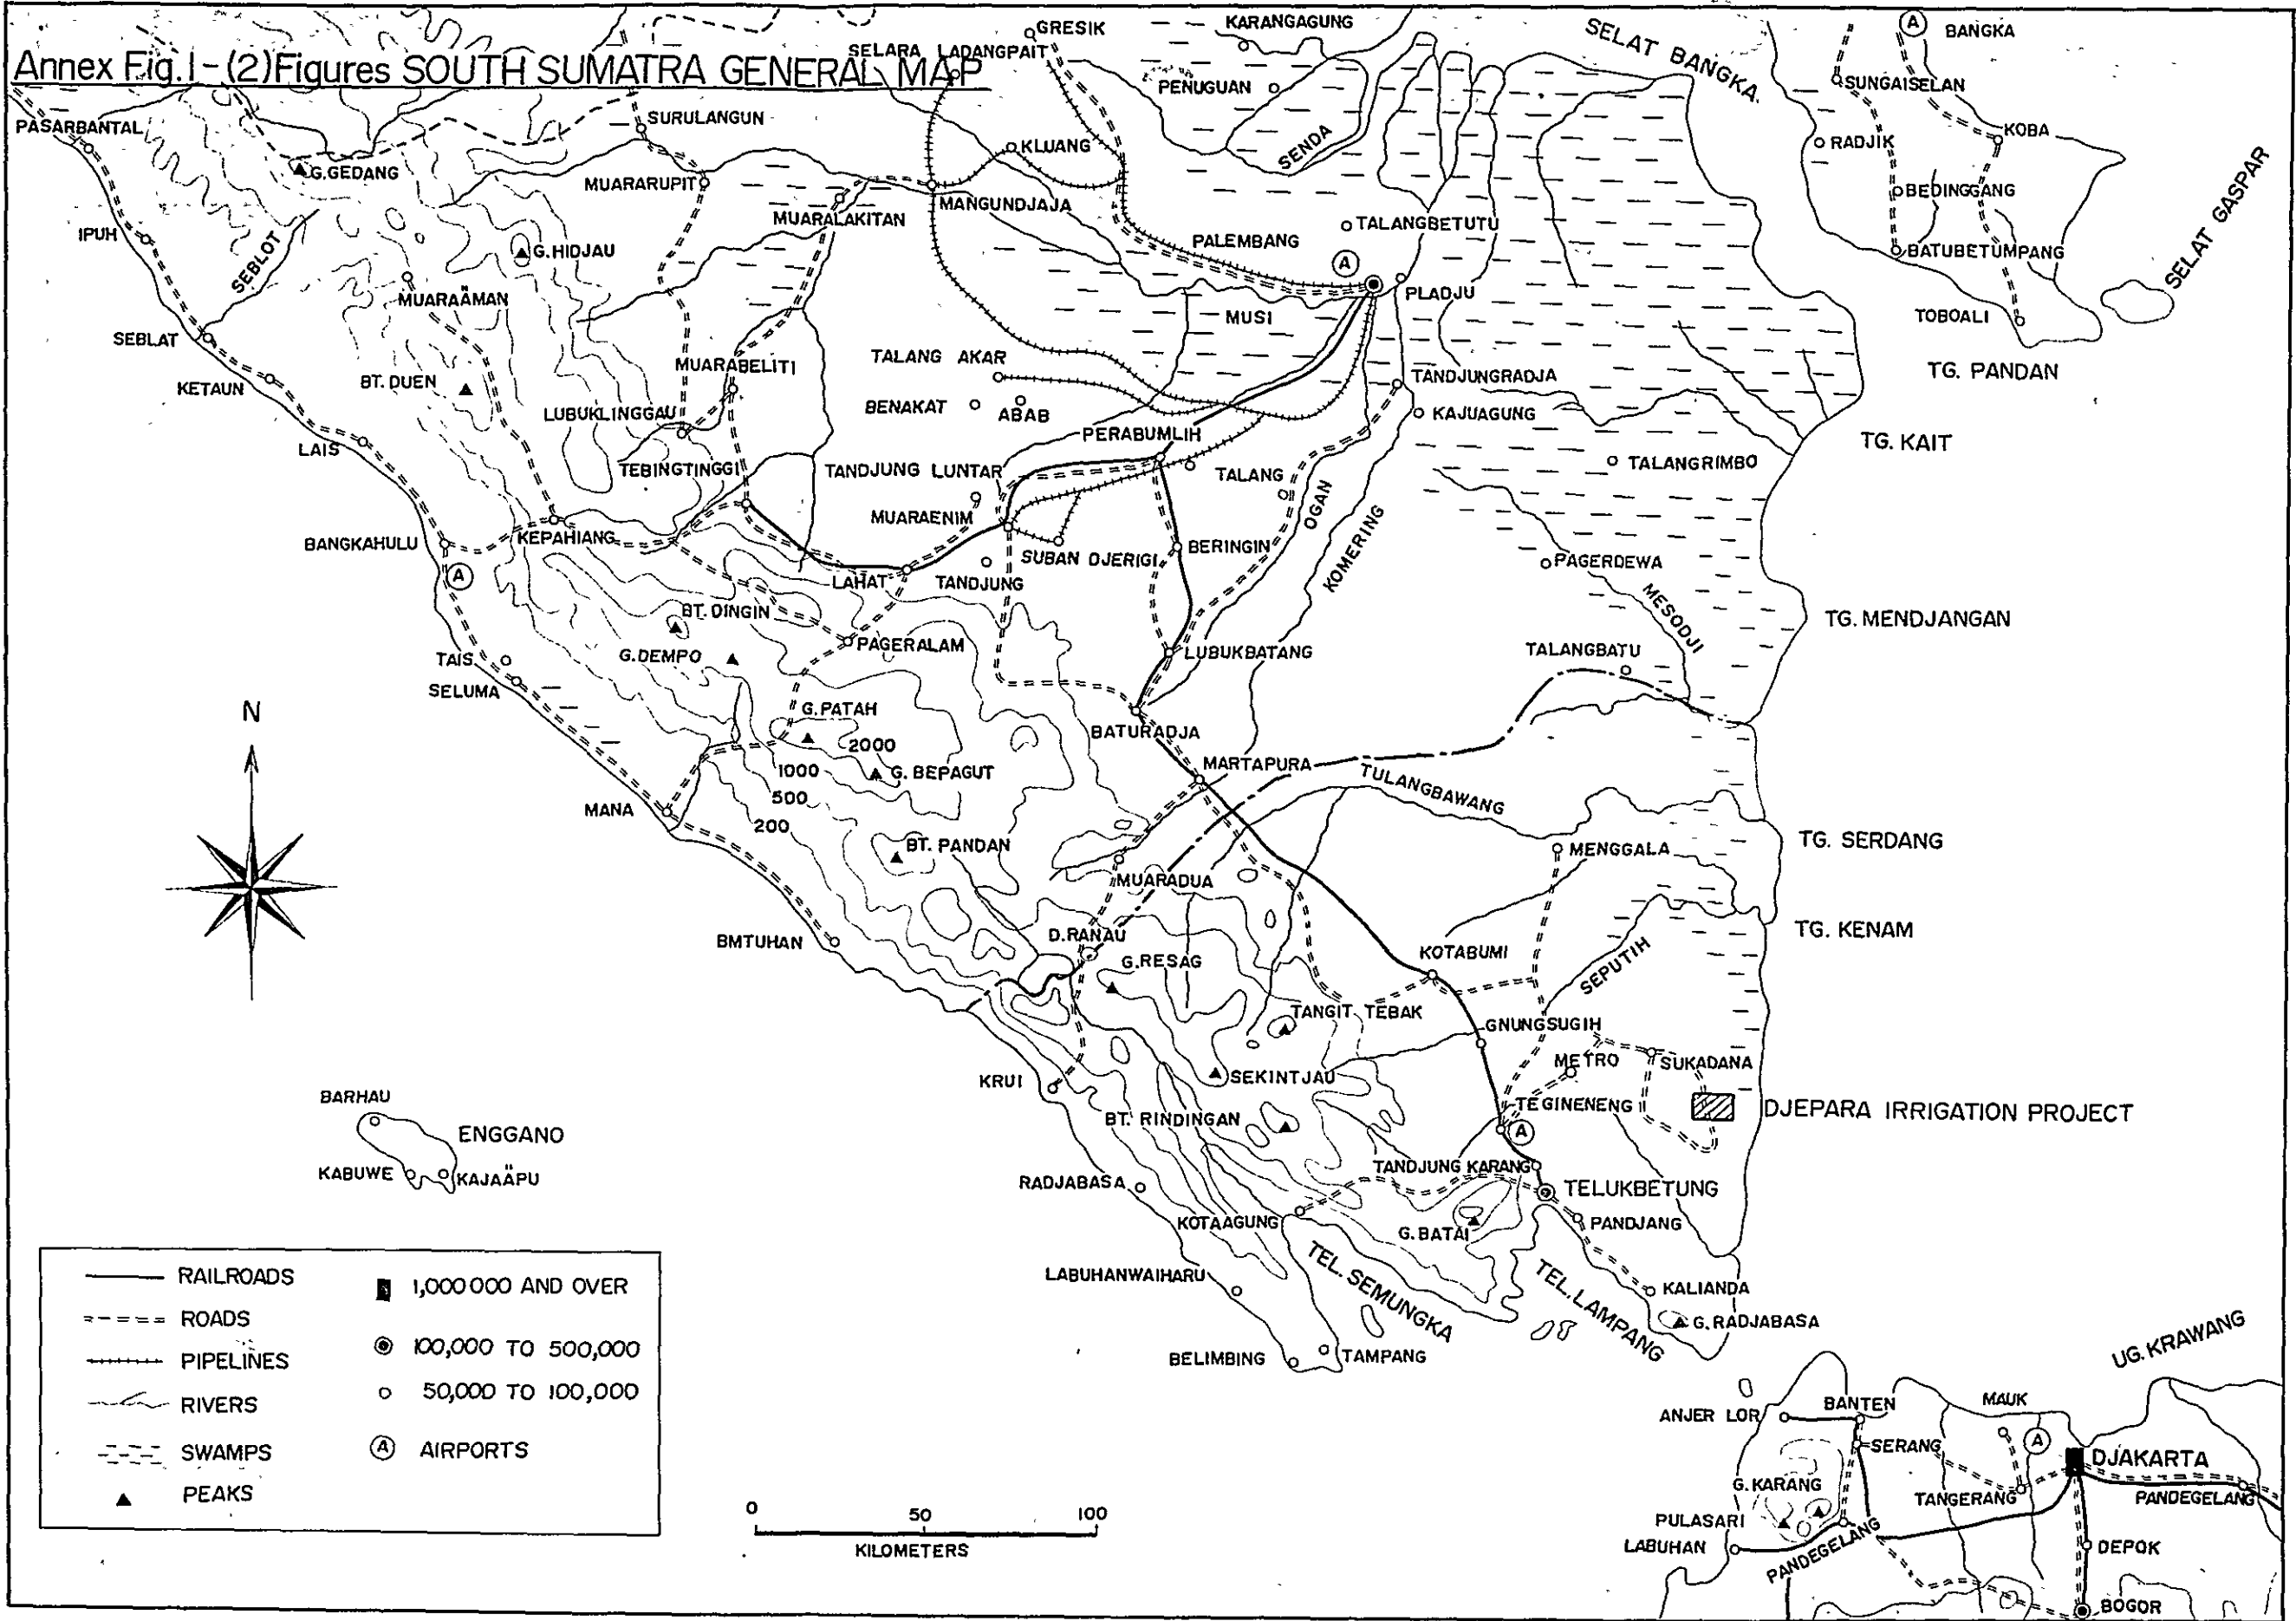 Annex Fig.1-(2) Figures SOUTH SUMATRA GENERAL MAP
GRESIK
KARANGAGUNG
SELAT BANGKA
A
BANGKA
SELARA
LADANGPAIT
PENUGUAN
SUNGAISELAN
PASARBANTAL
SURULANGUN
KLUANG
SENDA
RADJIK
KOBA
G.GEDANG
MUARARUPIT
MUARALAKITAN
MANGUNDJAJA
BEDINGGANG
SELAT GASPAR
IPUH
SEBLOT
G.HIDJAU
TALANGBETUTU
PALEMBANG
A
BATUBETUMPANG
MUARAÄMAN
PLADJU
MUSI
TOBOALI
SEBLAT
KETAUN
BT. DUEN
MUARABELITI
TALANG AKAR
TANDJUNGRADJA
TG. PANDAN
LUBUKLINGGAU
BENAKAT
ABAB
KAJUAGUNG
LAIS
PERABUMLIH
TG. KAIT
TEBINGTINGGI
TANDJUNG LUNTAR
TALANG
TALANGRIMBO
MUARAENIM
OGAN
KOMERING
BANGKAHULU
KEPAHIANG
SUBAN DJERIGI
BERINGIN
PAGERDEWA
A
LAHAT
TANDJUNG
BT. DINGIN
MESODJI
TG. MENDJANGAN
TAIS
G.DEMPO
PAGERALAM
LUBUKBATANG
TALANGBATU
SELUMA
N
G.PATAH
2000
BATURADJA
1000
G. BEPAGUT
MARTAPURA
TULANGBAWANG
500
MANA
200
BT. PANDAN
MENGGALA
TG. SERDANG
MUARADUA
BMTUHAN
D.RANAU
KOTABUMI
TG. KENAM
G.RESAG
SEPUTIH
TANGIT TEBAK
GNUNGSUGIH
METRO
SUKADANA
KRUI
SEKINTJAU
BARHAU
BT. RINDINGAN
TEGINENENG
DJEPARA IRRIGATION PROJECT
ENGGANO
A
KABUWE
KAJAÄPU
TANDJUNG KARANG
RADJABASA
TELUKBETUNG
KOTAAGUNG
G.BATAI
PANDJANG
TEL. SEMUNGKA
TEL. LAMPANG
LABUHANWAIHARU
KALIANDA
G. RADJABASA
BELIMBING
TAMPANG
UG. KRAWANG
RAILROADS
ROADS
PIPELINES
RIVERS
SWAMPS
PEAKS
1,000000 AND OVER
100,000 TO 500,000
50,000 TO 100,000
A AIRPORTS
0 50 100
KILOMETERS
ANJER LOR
BANTEN
MAUK
SERANG
A
DJAKARTA
G. KARANG
TANGERANG
PANDEGELANG
PULASARI
LABUHAN
PANDEGELANG
DEPOK
BOGOR